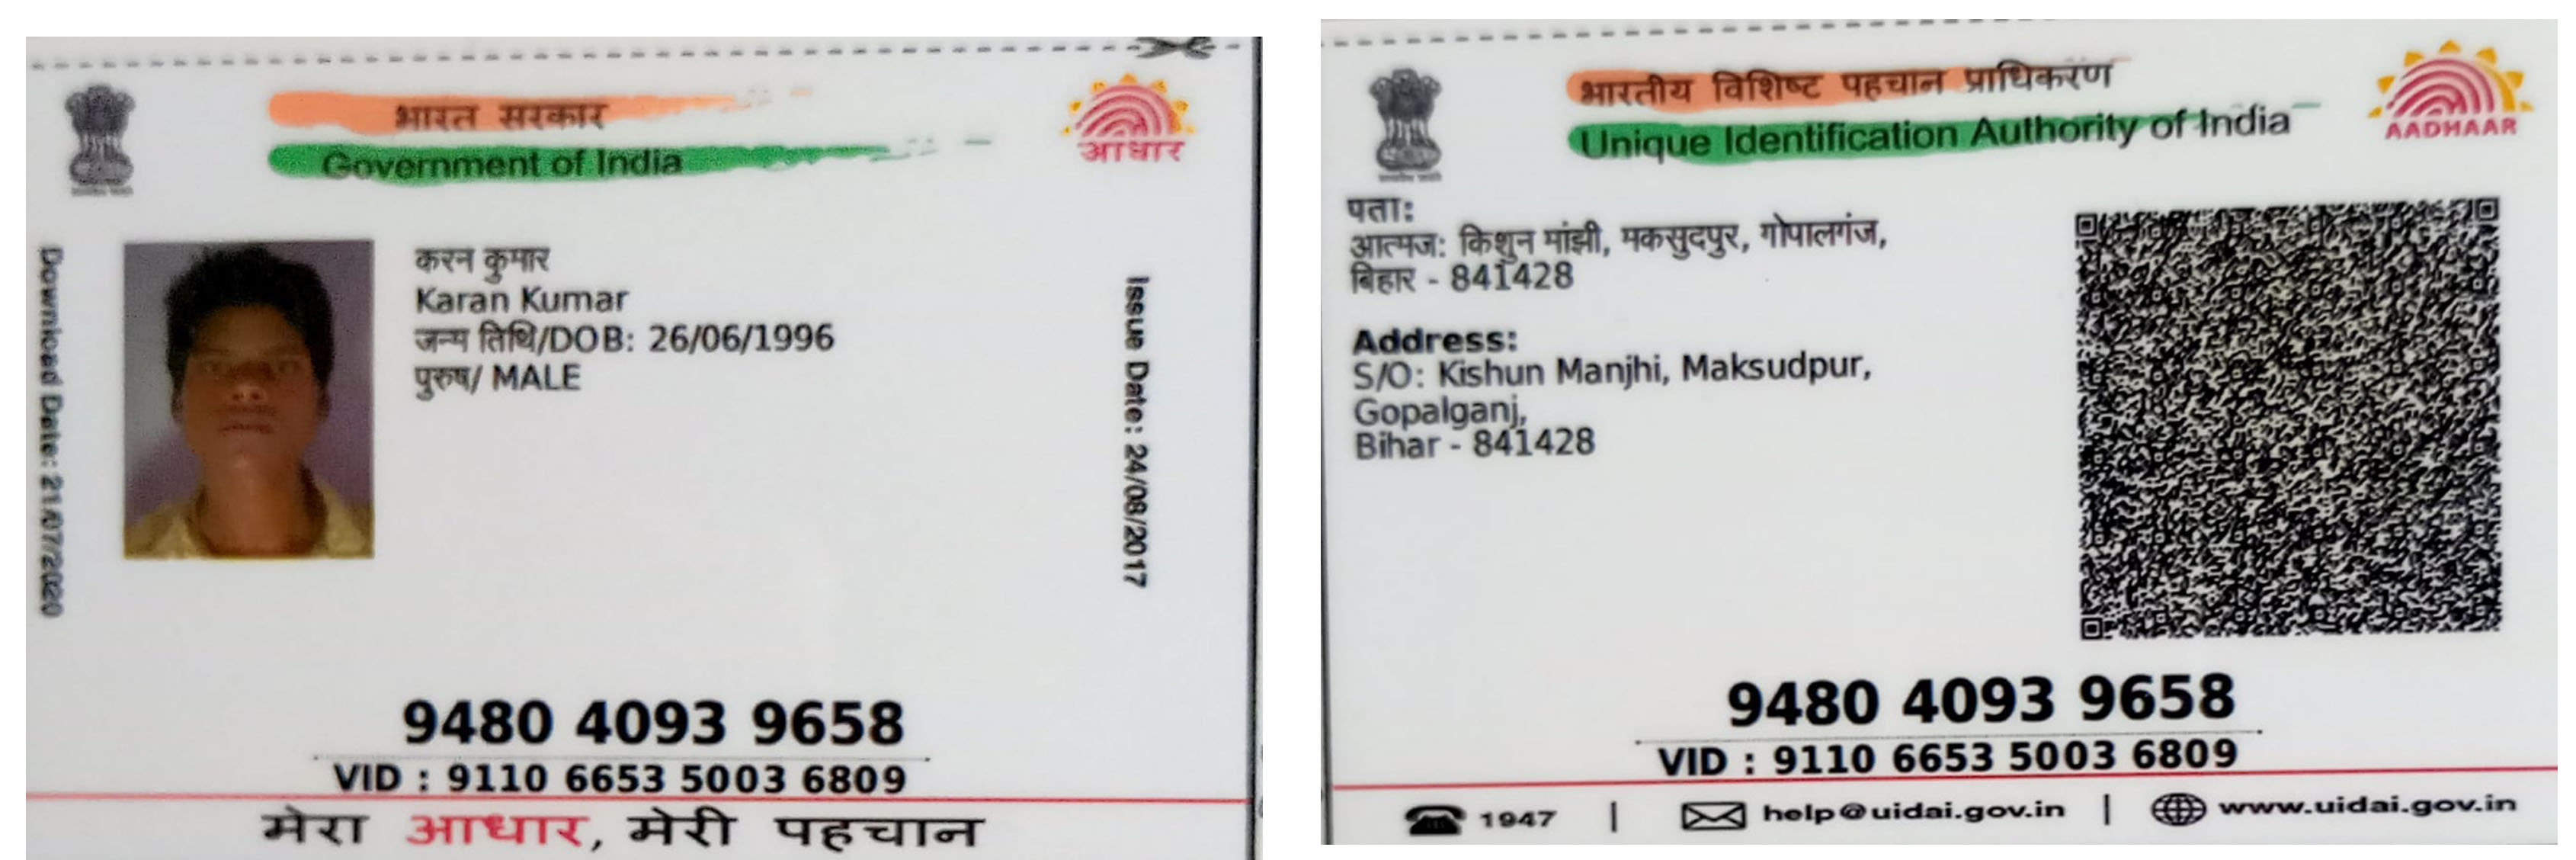 भारत सरकार
Government of India
आधार
Download Date: 21/07/2020
करन कुमार
Karan Kumar
जन्म तिथि/DOB: 26/06/1996
पुरुष/ MALE
Issue Date: 24/08/2017
9480 4093 9658
VID : 9110 6653 5003 6809
मेरा आधार, मेरी पहचान
भारतीय विशिष्ट पहचान प्राधिकरण
Unique Identification Authority of India
AADHAAR
पता:
आत्मज: किशुन मांझी, मकसुदपुर, गोपालगंज,
बिहार - 841428
Address:
S/O: Kishun Manjhi, Maksudpur,
Gopalganj,
Bihar - 841428
9480 4093 9658
VID : 9110 6653 5003 6809
1947 | help@uidai.gov.in | www.uidai.gov.in